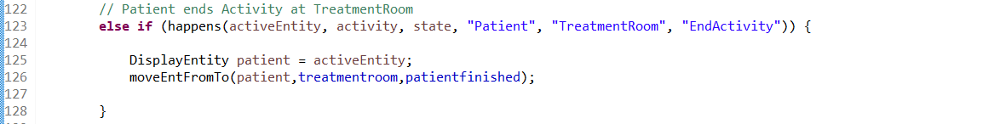 122 // Patient ends Activity at TreatmentRoom
123 else if (happens(activeEntity, activity, state, "Patient", "TreatmentRoom", "EndActivity")) {
124
125 DisplayEntity patient = activeEntity;
126 moveEntFromTo(patient,treatmentroom,patientfinished);
127
128 }